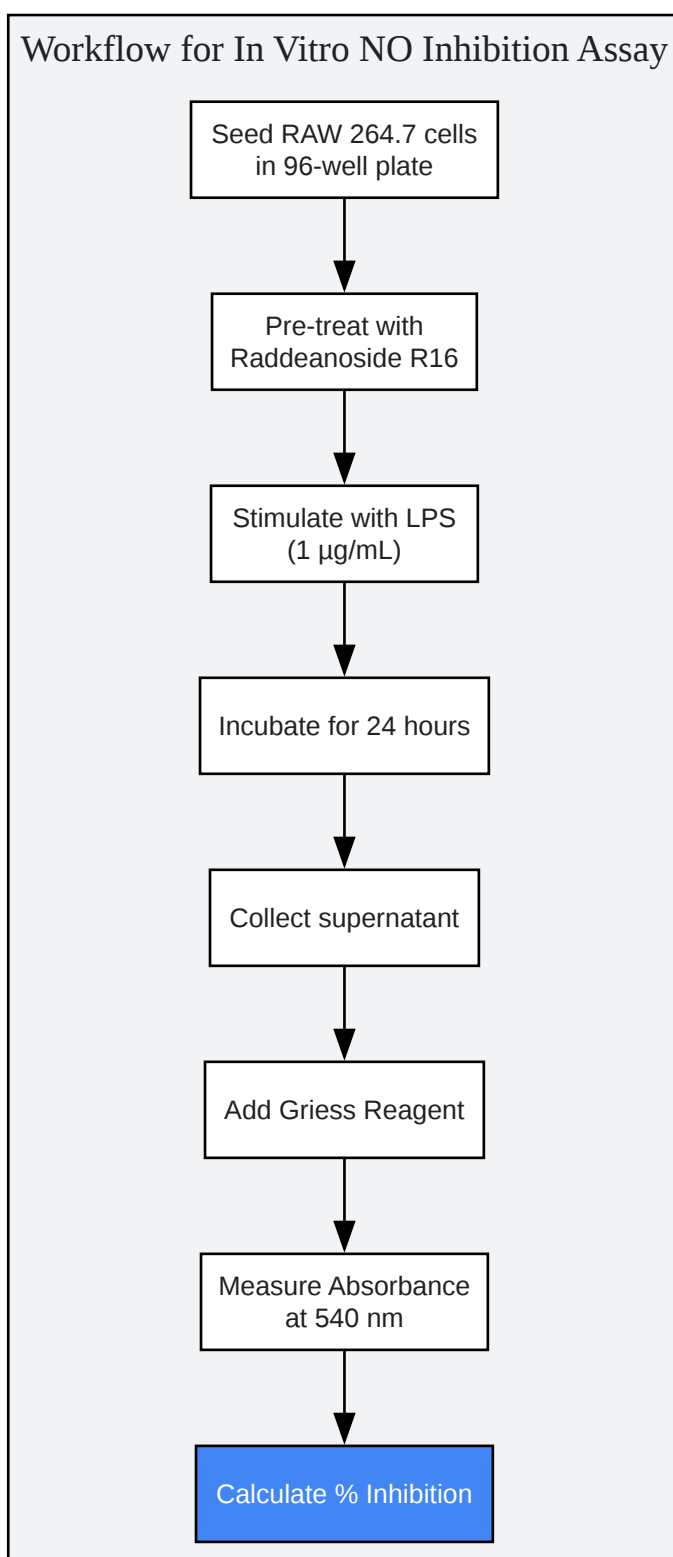 Workflow for In Vitro NO Inhibition Assay
Seed RAW 264.7 cells
in 96-well plate
Pre-treat with
Raddeanoside R16
Stimulate with LPS
(1 µg/mL)
Incubate for 24 hours
Collect supernatant
Add Griess Reagent
Measure Absorbance
at 540 nm
Calculate % Inhibition